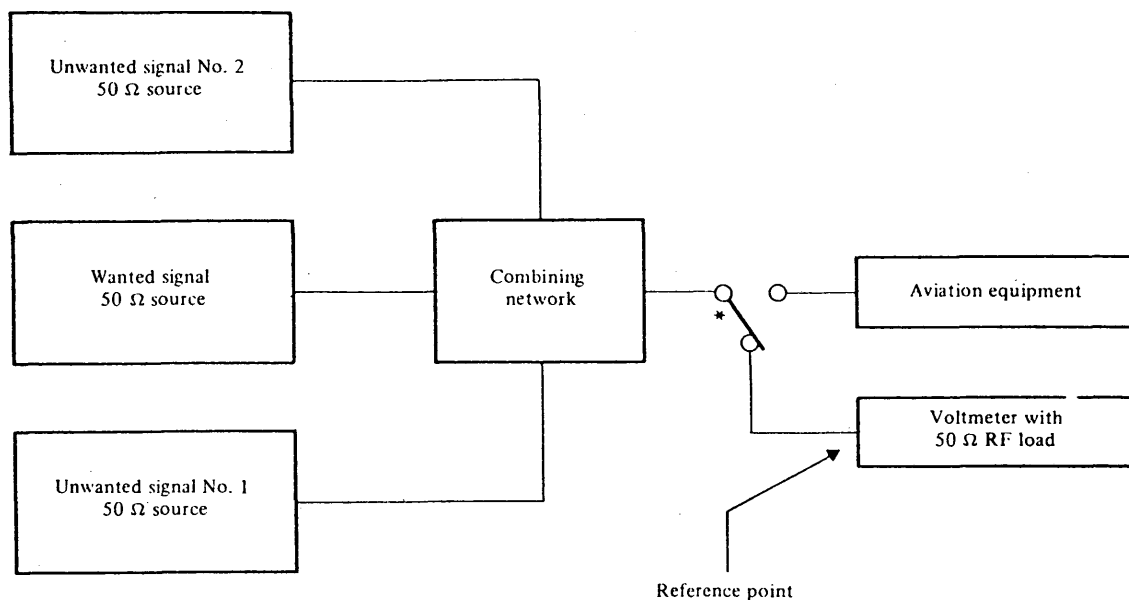 Unwanted signal No. 2
50 Ω source
Wanted signal
50 Ω source
Combining
network
*
Aviation equipment
Voltmeter with
50 Ω RF load
Unwanted signal No. 1
50 Ω source
Reference point